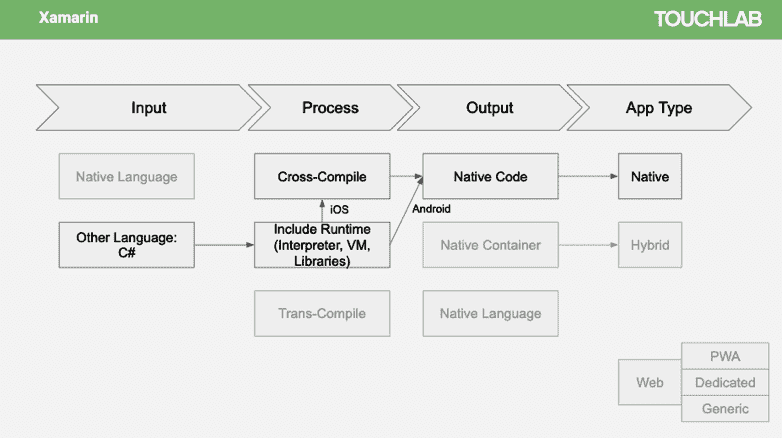 Xamarin
TOUCHLAB
Input
Process
Output
App Type
Native Language
Cross-Compile
Native Code
Native
iOS
Android
Other Language:
C#
Include Runtime
(Interpreter, VM,
Libraries)
Native Container
Hybrid
Trans-Compile
Native Language
Web
PWA
Dedicated
Generic